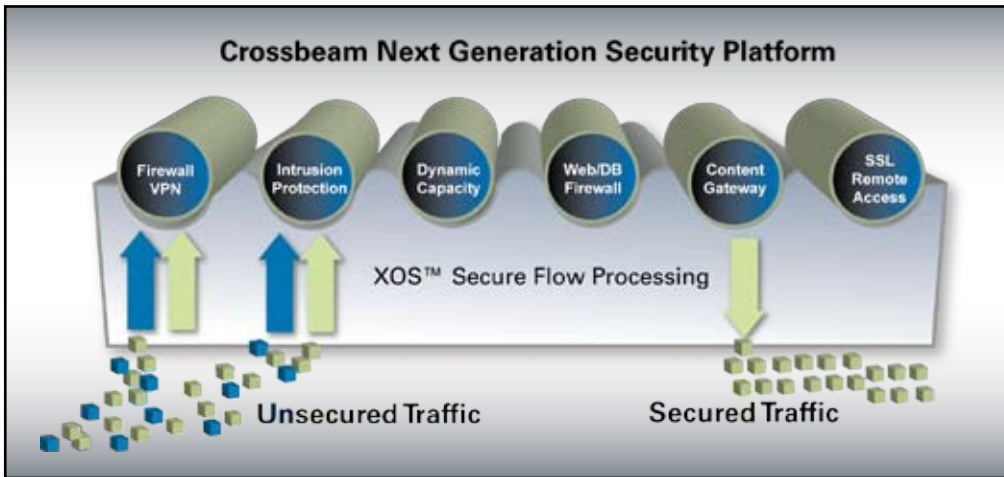 Crossbeam Next Generation Security Platform
Firewall
VPN
Intrusion
Protection
Dynamic
Capacity
Web/DB
Firewall
Content
Gateway
SSL
Remote
Access
XOS™ Secure Flow Processing
Unsecured Traffic
Secured Traffic